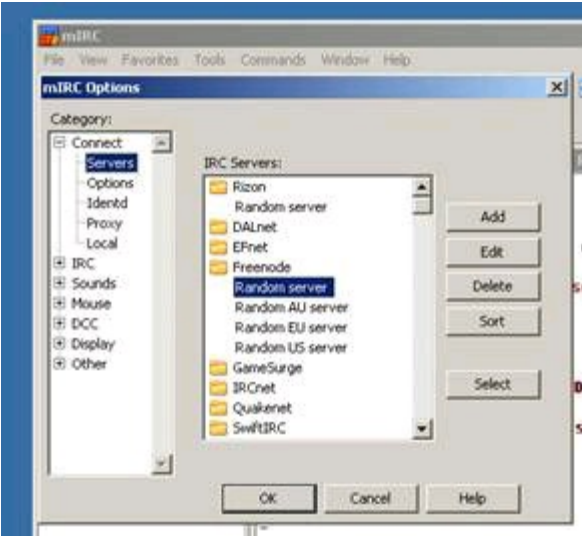 mIRC
File View Favorites Tools Commands Window Help
mIRC Options
Category:
Connect
Servers
Options
Identd
Proxy
Local
IRC
Sounds
Mouse
DCC
Display
Other
IRC Servers:
Rizon
Random server
DALnet
EFnet
Freenode
Random server
Random AU server
Random EU server
Random US server
GameSurge
IRCnet
Quakenet
SwiftIRC
Add
Edit
Delete
Sort
Select
OK Cancel Help